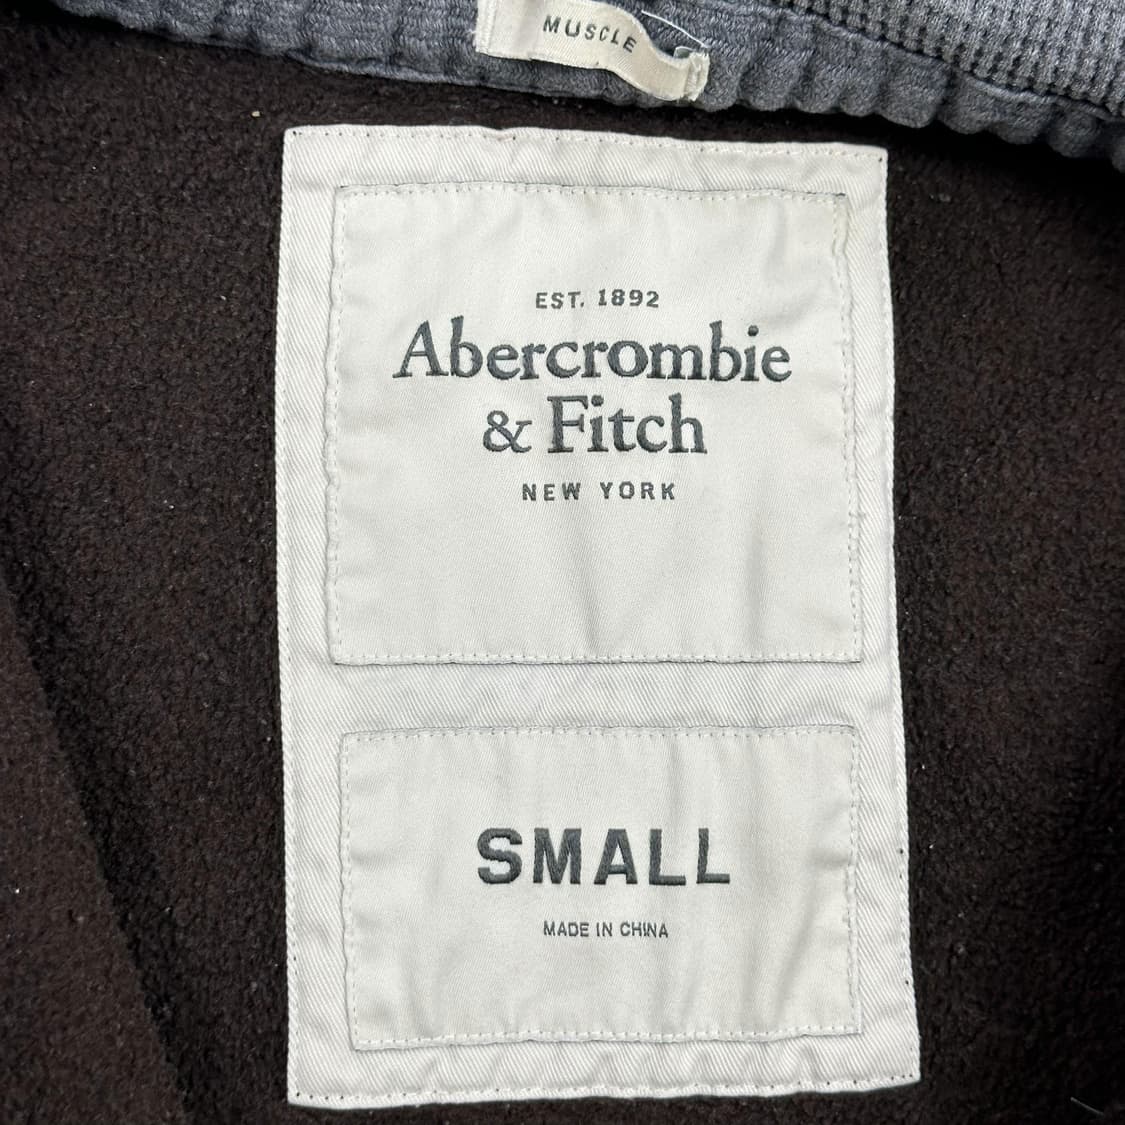 MUSCLE
EST. 1892
Abercrombie
& Fitch
NEW YORK
SMALL
MADE IN CHINA